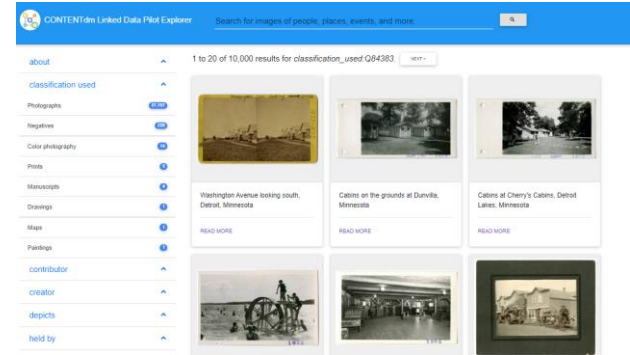 CONTENTdm Linked Data Pilot Explorer
Search for images of people, places, events, and more.
about
classification used
Photographs
Negatives
Color photography
Prints
Manuscripts
Drawings
Maps
Paintings
contributor
creator
depicts
held by
1 to 20 of 10,000 results for classification_used:Q84383.
NEXT
Washington Avenue looking south,
Detroit, Minnesota
READ MORE
Cabins on the grounds at Dunvilla,
Minnesota
READ MORE
Cabins at Cherry's Cabins, Detroit
Lakes, Minnesota
READ MORE